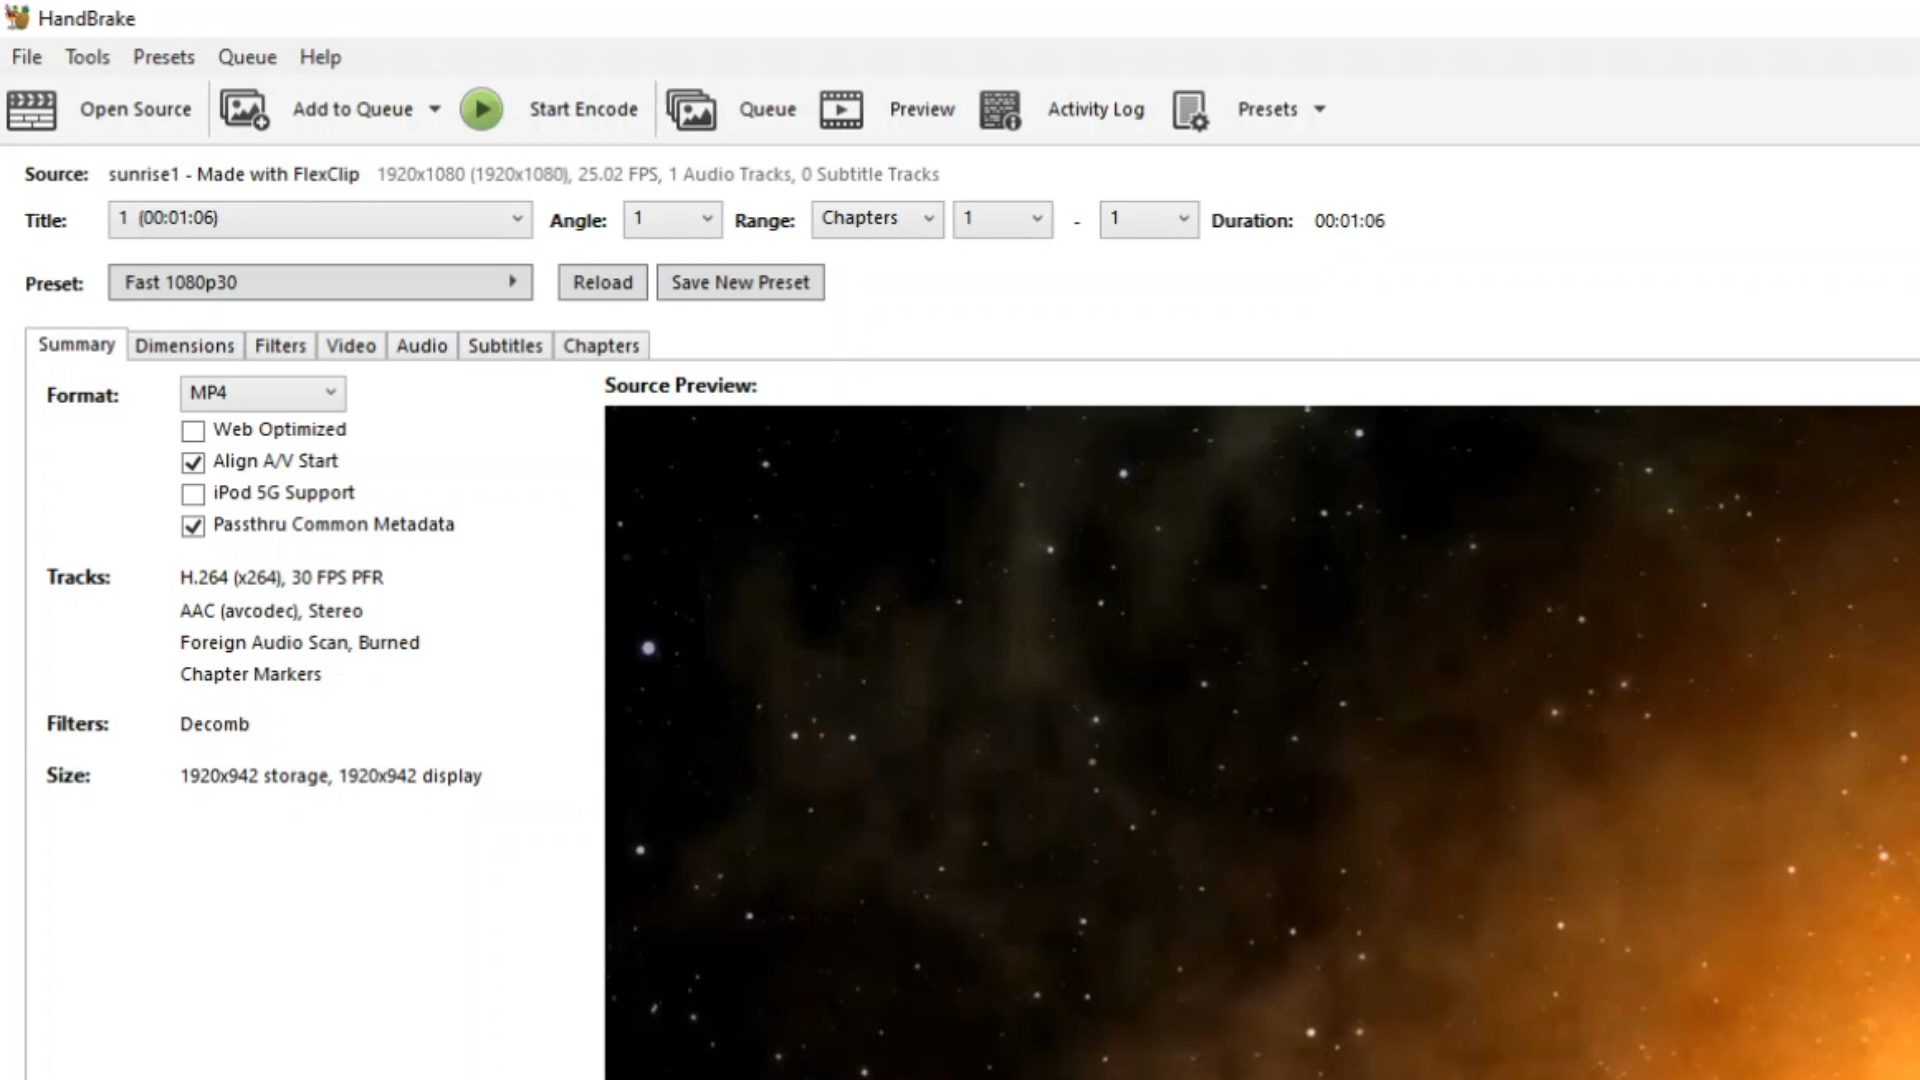 HandBrake
File Tools Presets Queue Help
Open Source Add to Queue Start Encode Queue Preview Activity Log Presets
Source: sunrise1 - Made with FlexClip 1920x1080 (1920x1080), 25.02 FPS, 1 Audio Tracks, 0 Subtitle Tracks
Title: 1 (00:01:06) Angle: 1 Range: Chapters 1 - 1 Duration: 00:01:06
Preset: Fast 1080p30 Reload Save New Preset
Summary Dimensions Filters Video Audio Subtitles Chapters
Format: MP4 Source Preview:
Web Optimized
Align A/V Start
iPod 5G Support
Passthru Common Metadata
Tracks: H.264 (x264), 30 FPS PFR
AAC (avcodec), Stereo
Foreign Audio Scan, Burned
Chapter Markers
Filters: Decomb
Size: 1920x942 storage, 1920x942 display